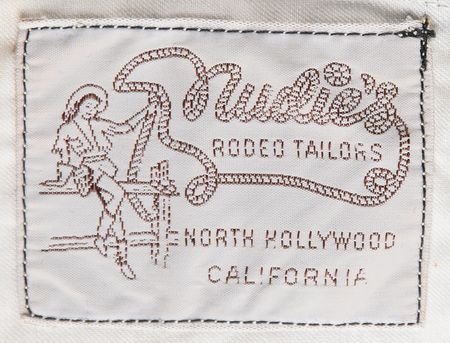 Nudie's
RODEO TAILORS
NORTH HOLLYWOOD
CALIFORNIA